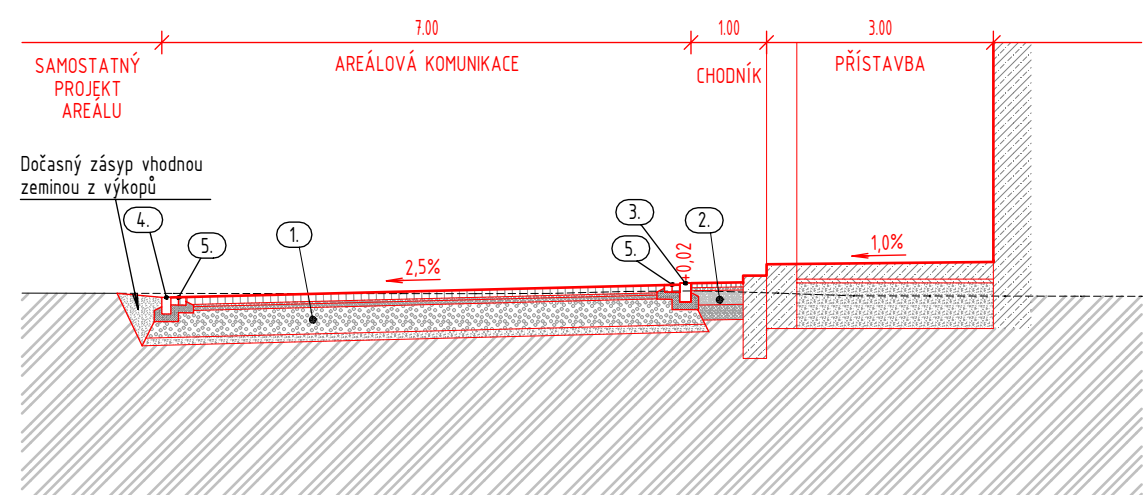 7.00
1.00
3.00
SAMOSTATNÝ
PROJEKT
AREÁLU
AREÁLOVÁ KOMUNIKACE
CHODNÍK
PŘÍSTAVBA
Dočasný zásyp vhodnou
zeminou z výkopů
4.
5.
1.
2,5%
5.
3.
+0,02
2.
1,0%